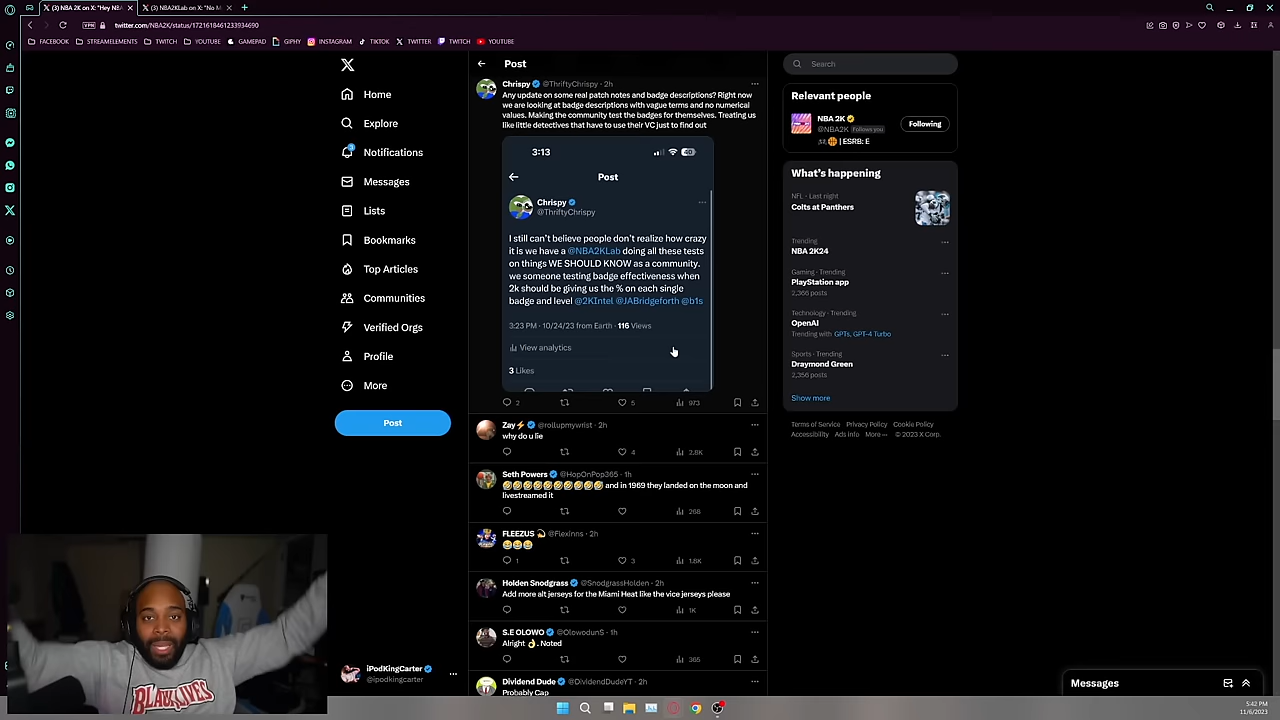 (3) NBA 2K on X: "Hey NBA
(2) NBA2KLab on X: "No M
VPN
twitter.com/NBA2K/status/1721618461233934690
FACEBOOK
STREAMELEMENTS
TWITCH
YOUTUBE
GAMEPAD
GIPHY
INSTAGRAM
TIKTOK
TWITTER
TWITCH
YOUTUBE
Home
Explore
Notifications
Messages
Lists
Bookmarks
Top Articles
Communities
Verified Orgs
Profile
More
Post
iPodKingCarter
@ipodkingcarter
Post
Chrispy @ThriftyChrispy · 2h
Any update on some real patch notes and badge descriptions? Right now
we are looking at badge descriptions with vague terms and no numerical
values. Making the community test the badges for themselves. Treating us
like little detectives that have to use their VC just to find out
3:13
40
Post
Chrispy
@ThriftyChrispy
I still can't believe people don't realize how crazy
it is we have a @NBA2KLab doing all these tests
on things WE SHOULD KNOW as a community.
we someone testing badge effectiveness when
2k should be giving us the % on each single
badge and level @2KIntel @JABridgeforth @b1s
3:23 PM · 10/24/23 from Earth · 116 Views
View analytics
3 Likes
2
5
973
Zay @rollupmywrist · 2h
why do u lie
4
2.8K
Seth Powers @HopOnPop365 · 1h
🤣🤣🤣🤣🤣🤣🤣🤣🤣🤣 and in 1969 they landed on the moon and
livestreamed it
268
FLEEZUS @Flexinns · 2h
😂😂😂
1
3
1.8K
Holden Snodgrass @SnodgrassHolden · 2h
Add more alt jerseys for the Miami Heat like the vice jerseys please
1K
S.E OLOWO @OlowodunS · 1h
Alright 👌. Noted
365
Dividend Dude @DividendDudeYT · 2h
Probably Cap
Search
Relevant people
NBA 2K
@NBA2K Follows you
| ESRB: E
Following
What's happening
NFL · Last night
Colts at Panthers
Trending
NBA 2K24
Gaming · Trending
PlayStation app
2,366 posts
Technology · Trending
OpenAI
Trending with GPTs, GPT-4 Turbo
Sports · Trending
Draymond Green
2,356 posts
Show more
Terms of Service Privacy Policy Cookie Policy
Accessibility Ads info More ··· © 2023 X Corp.
Messages
BLACK LIVES
5:42 PM
11/6/2023